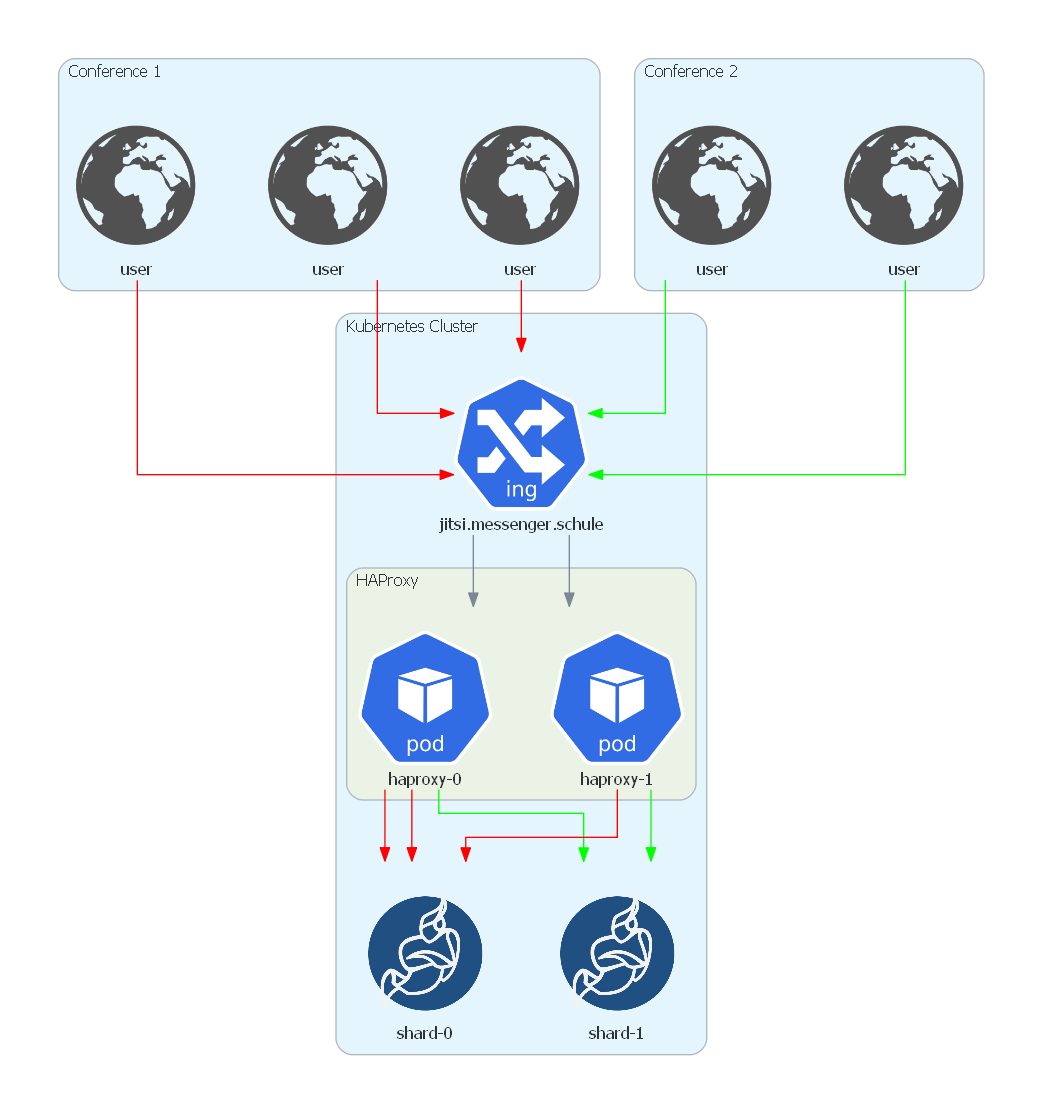 Conference 1
Conference 2
user
user
user
user
user
Kubernetes Cluster
ing
jitsi.messenger.schule
HAProxy
pod
pod
haproxy-0
haproxy-1
shard-0
shard-1